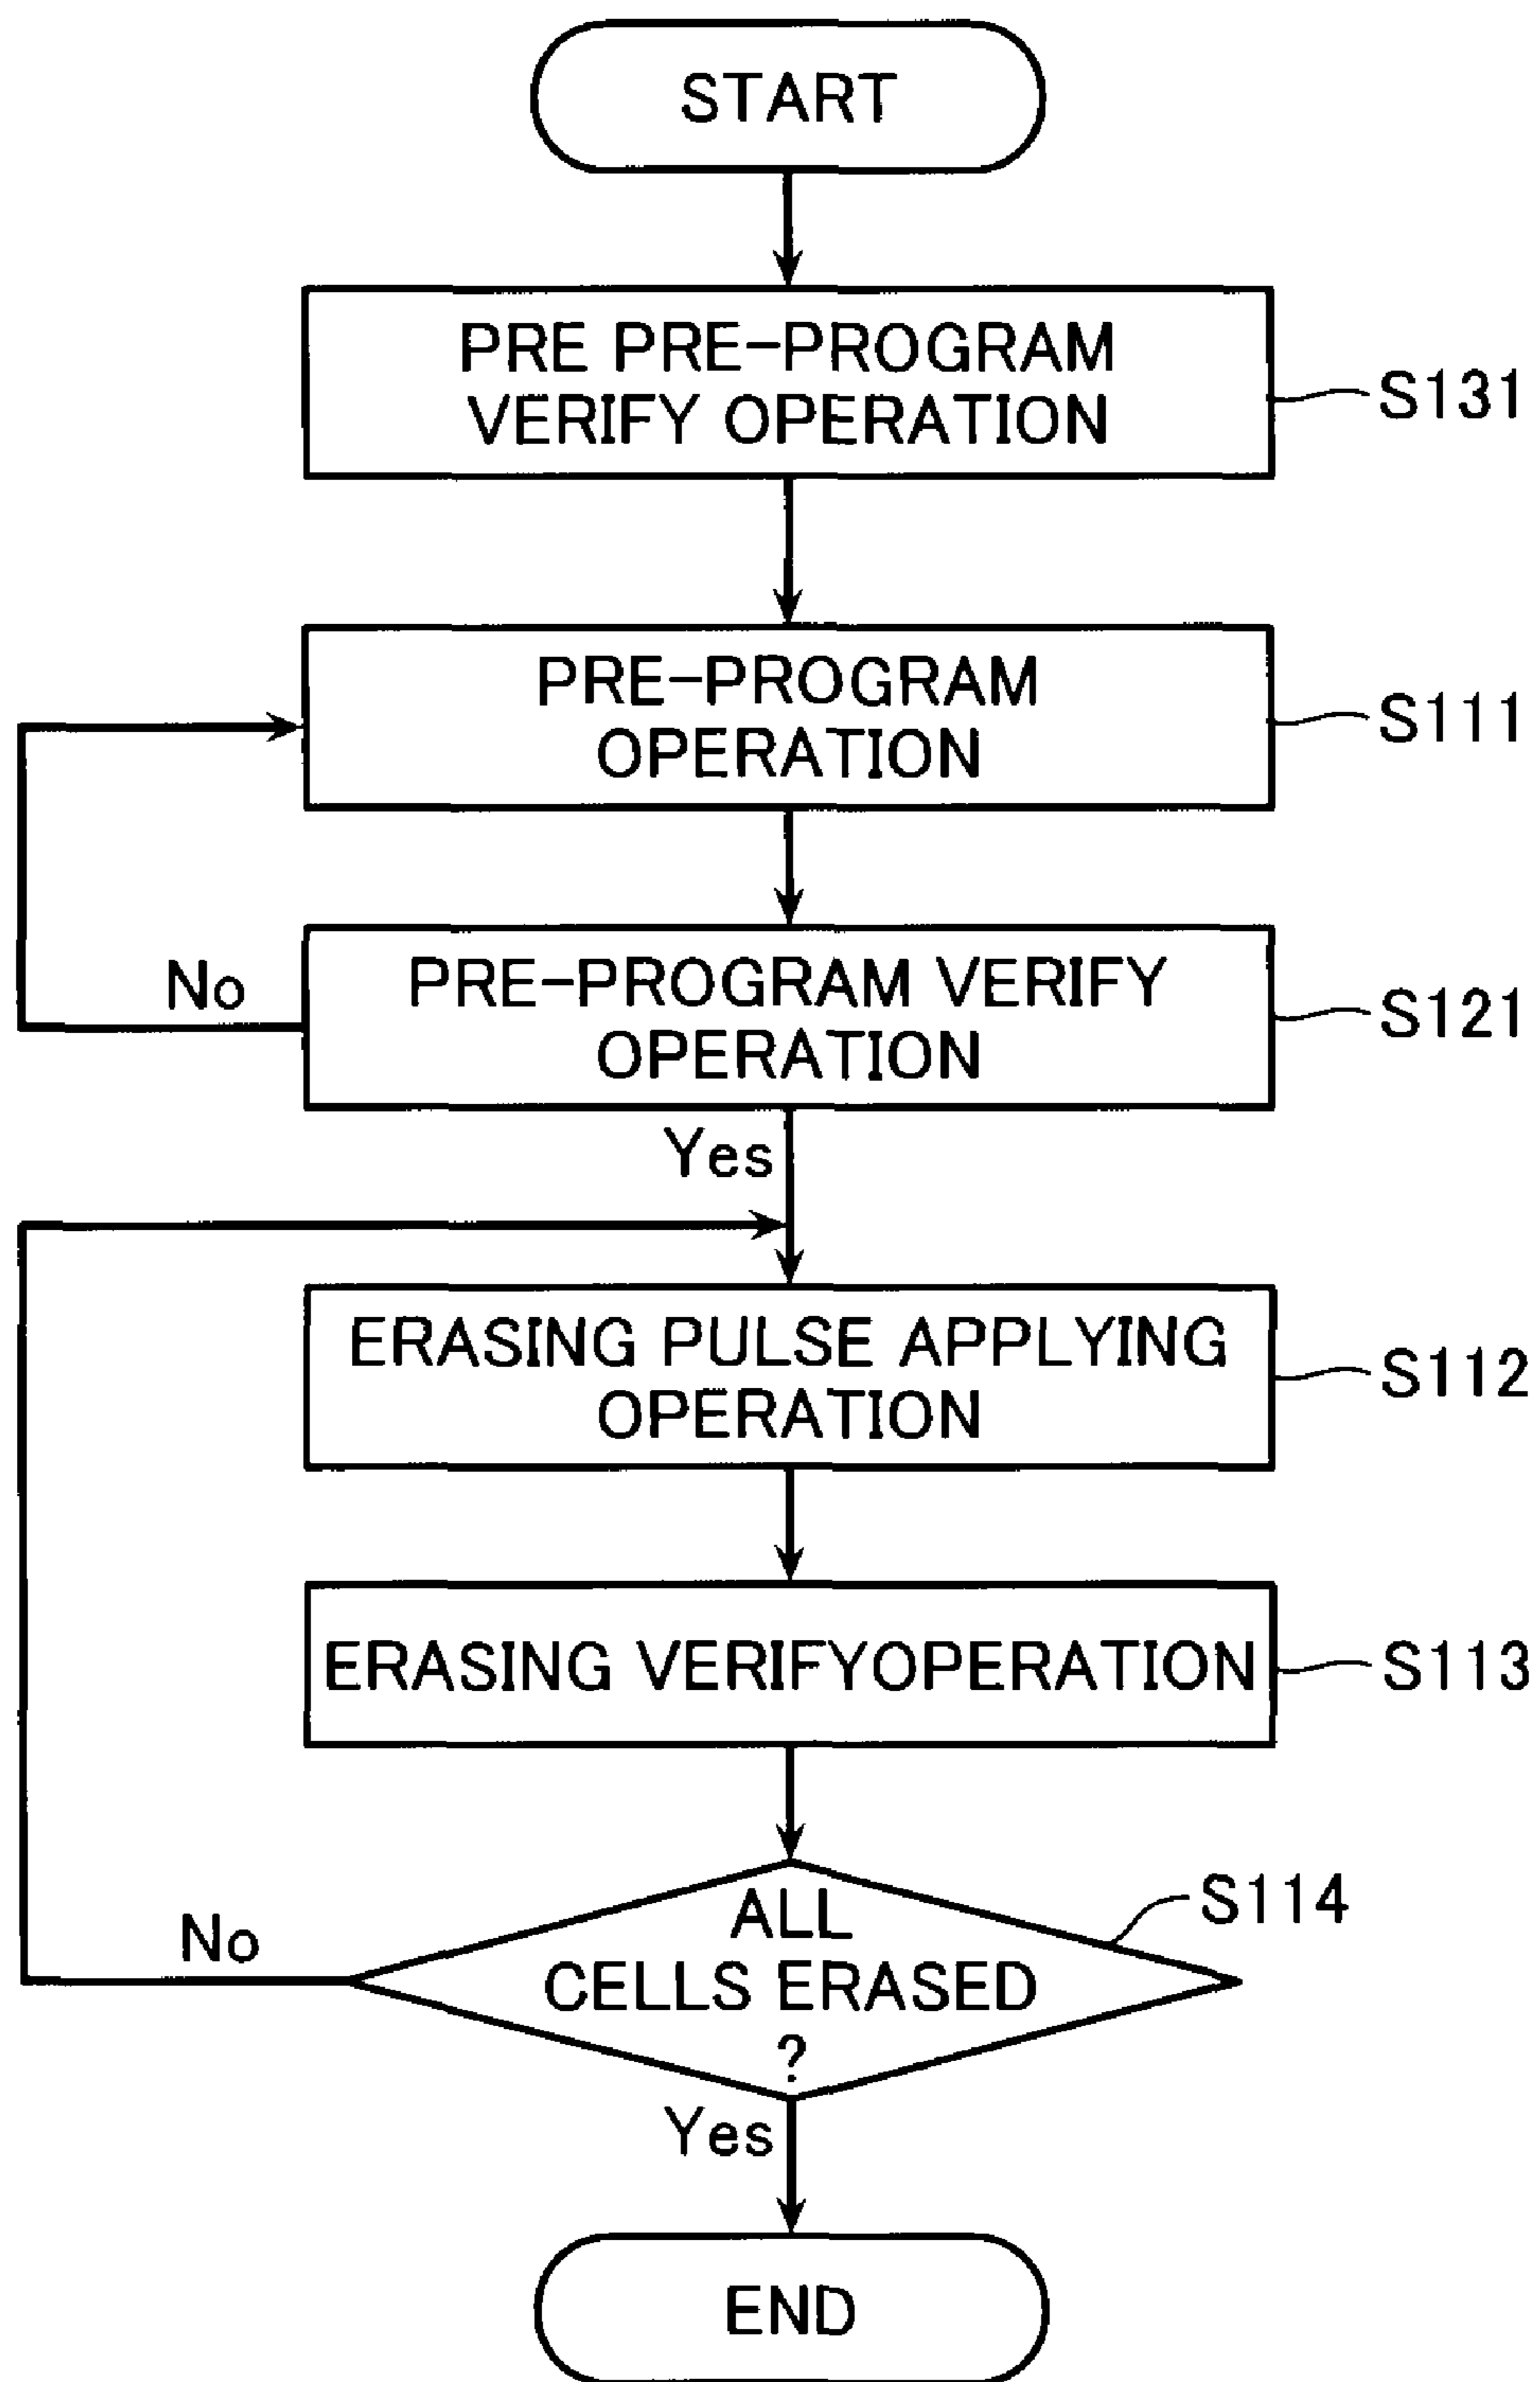 START
PRE PRE-PROGRAM
VERIFY OPERATION
S131
PRE-PROGRAM
OPERATION
S111
No
PRE-PROGRAM VERIFY
OPERATION
S121
Yes
ERASING PULSE APPLYING
OPERATION
S112
ERASING VERIFYOPERATION
S113
S114
ALL
CELLS ERASED
?
No
Yes
END